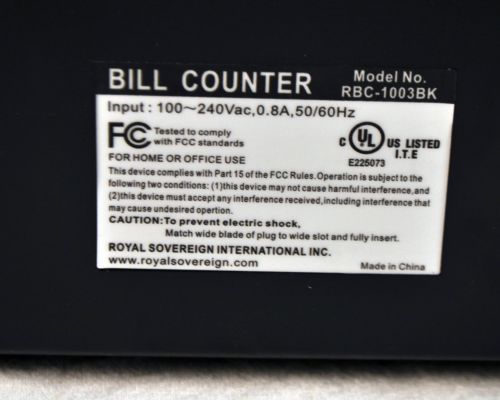 BILL COUNTER
Model No.
RBC-1003BK
Input : 100~240Vac,0.8A,50/60Hz
FC Tested to comply
with FCC standards
C UL US LISTED
I.T.E
E225073
FOR HOME OR OFFICE USE
This device complies with Part 15 of the FCC Rules.Operation is subject to the
following two conditions: (1)this device may not cause harmful interference,and
(2)this device must accept any interference received,including interference that
may cause undesired opertion.
CAUTION:To prevent electric shock,
Match wide blade of plug to wide slot and fully insert.
ROYAL SOVEREIGN INTERNATIONAL INC.
www.royalsovereign.com
Made in China